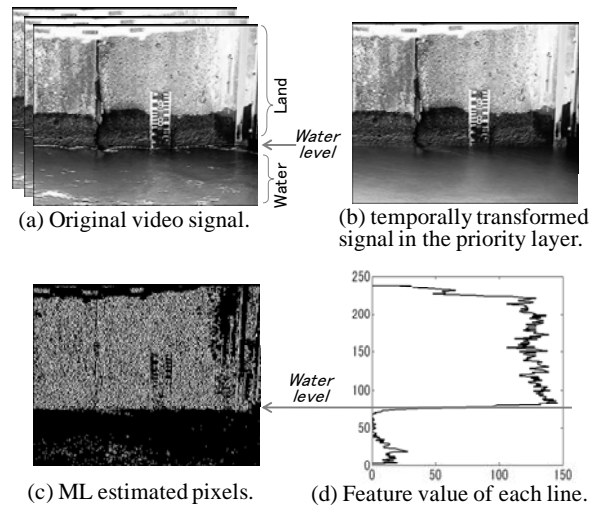 Land
Water
level
Water
(a) Original video signal.
(b) temporally transformed
signal in the priority layer.
Water
level
250
200
150
100
50
0
0
50
100
150
(c) ML estimated pixels.
(d) Feature value of each line.